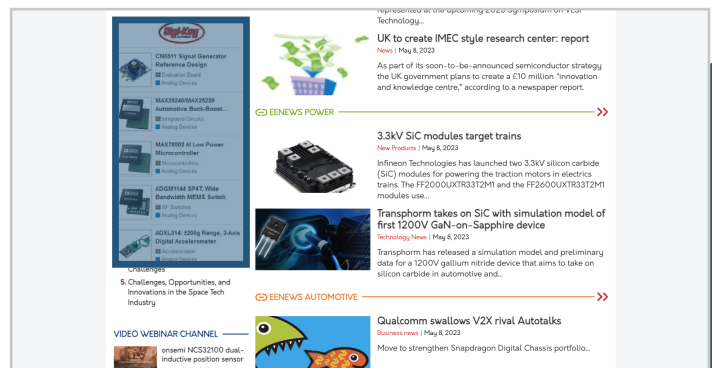 Digi-Key
CN0511 Signal Generator
Reference Design
Evaluation Board
Analog Devices
MAX25240/MAX25239
Automotive Buck-Boost...
Integrated Circuits
Analog Devices
MAX78002 AI Low Power
Microcontroller
Microcontrollers
Analog Devices
ADGM1144 SP4T, Wide
Bandwidth MEMS Switch
RF Switches
Analog Devices
ADXL314: ±200g Range, 3-Axis
Digital Accelerometer
Accelerometer
Analog Devices
Challenges
5. Challenges, Opportunities, and
Innovations in the Space Tech
Industry
VIDEO WEBINAR CHANNEL
onsemi NCS32100 dual-
inductive position sensor
represented at the upcoming 2023 Symposium on VLSI
Technology...
UK to create IMEC style research center: report
News | May 8, 2023
As part of its soon-to-be-announced semiconductor strategy
the UK government plans to create a £10 million "innovation
and knowledge centre," according to a newspaper report.
EENEWS POWER
3.3kV SiC modules target trains
New Products | May 8, 2023
Infineon Technologies has launched two 3.3kV silicon carbide
(SiC) modules for powering the traction motors in electrics
trains. The FF2000UXTR33T2M1 and the FF2600UXTR33T2M1
modules use...
Transphorm takes on SiC with simulation model of
first 1200V GaN-on-Sapphire device
Technology News | May 8, 2023
Transphorm has released a simulation model and preliminary
data for a 1200V gallium nitride device that aims to take on
silicon carbide in automotive and...
EENEWS AUTOMOTIVE
Qualcomm swallows V2X rival Autotalks
Business news | May 8, 2023
Move to strengthen Snapdragon Digital Chassis portfolio...